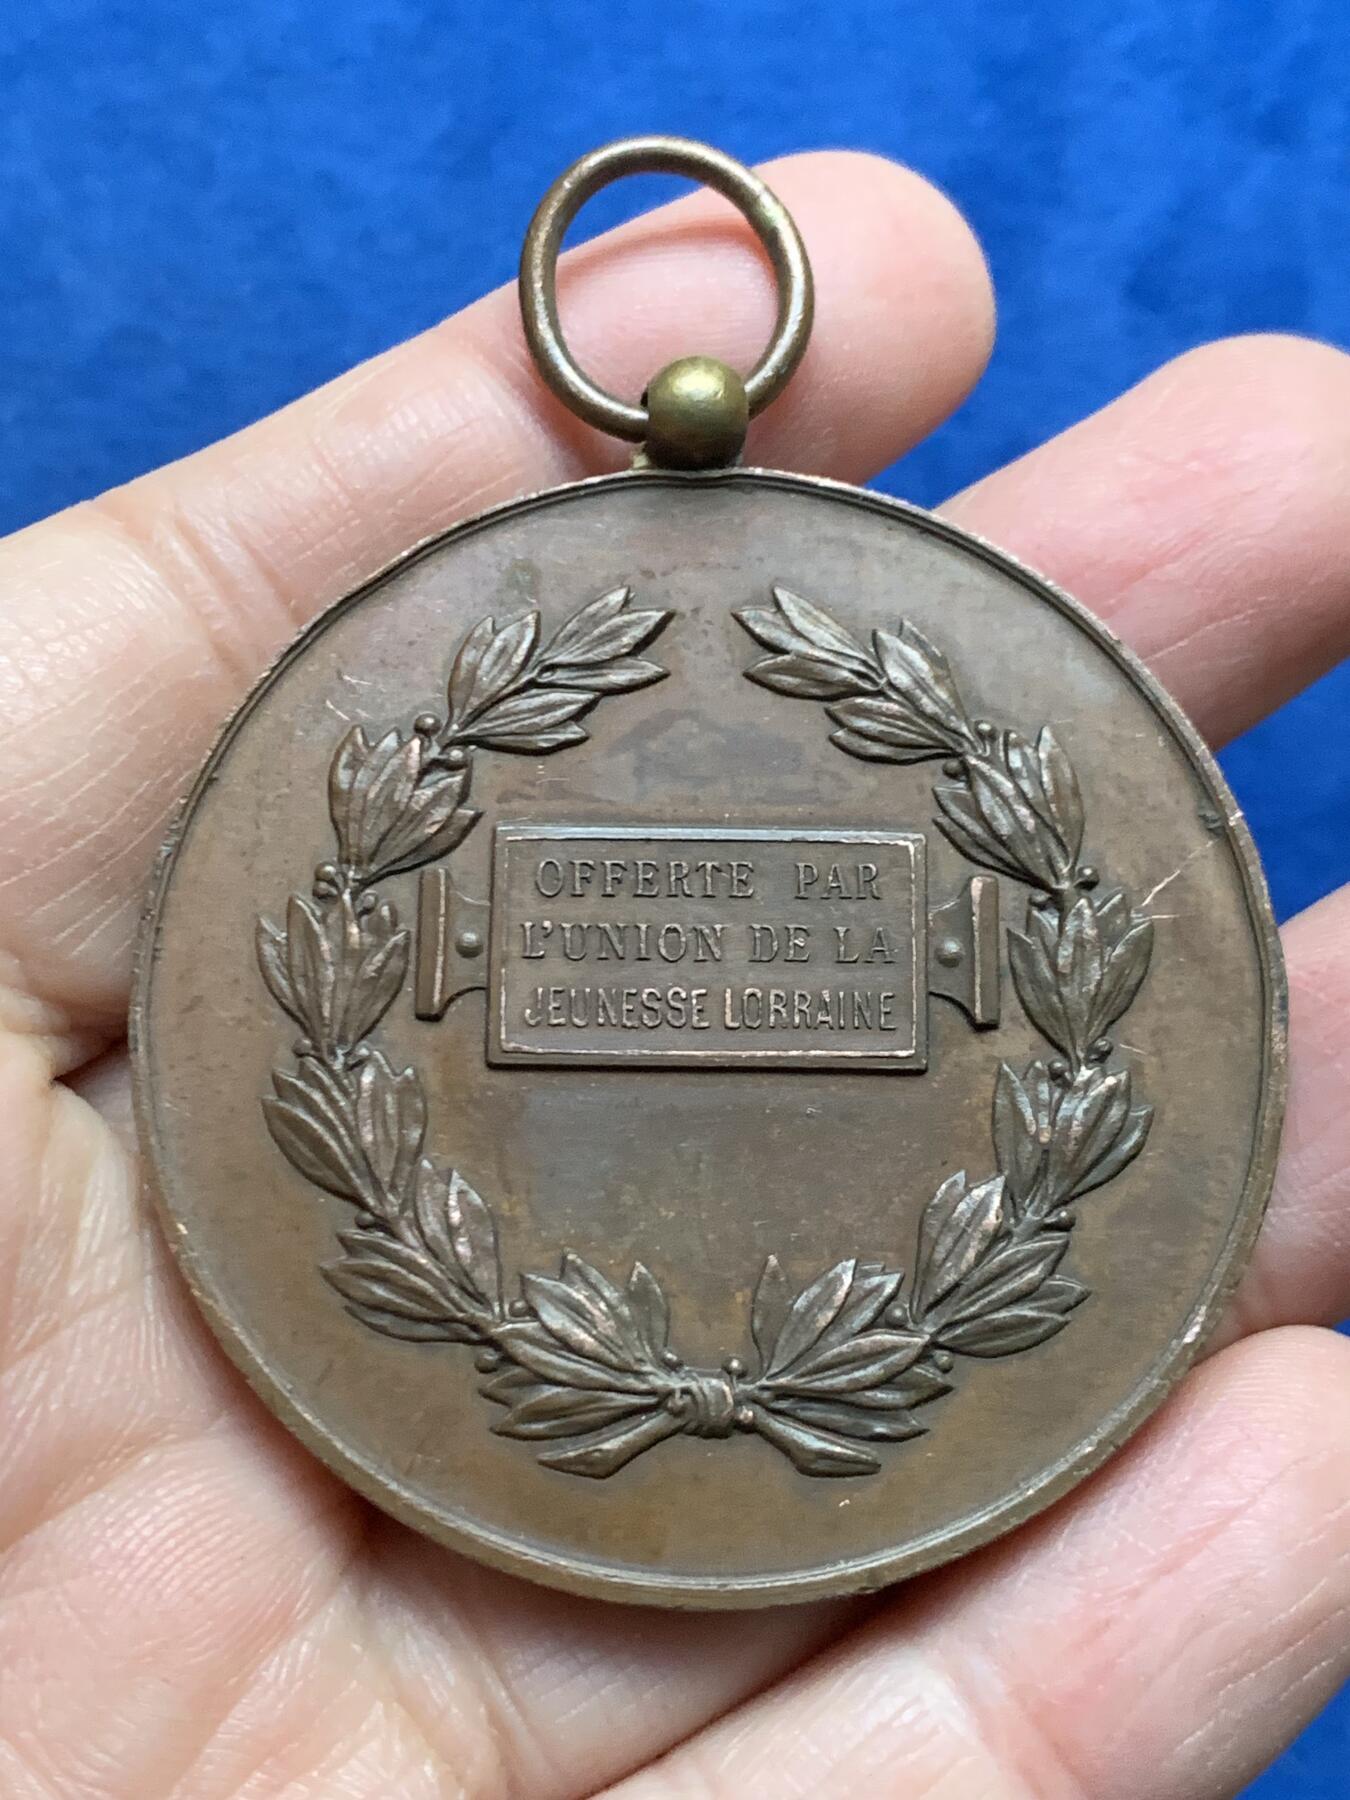 OFFERTE PAR
L'UNION DE LA
JEUNESSE LORRAINE